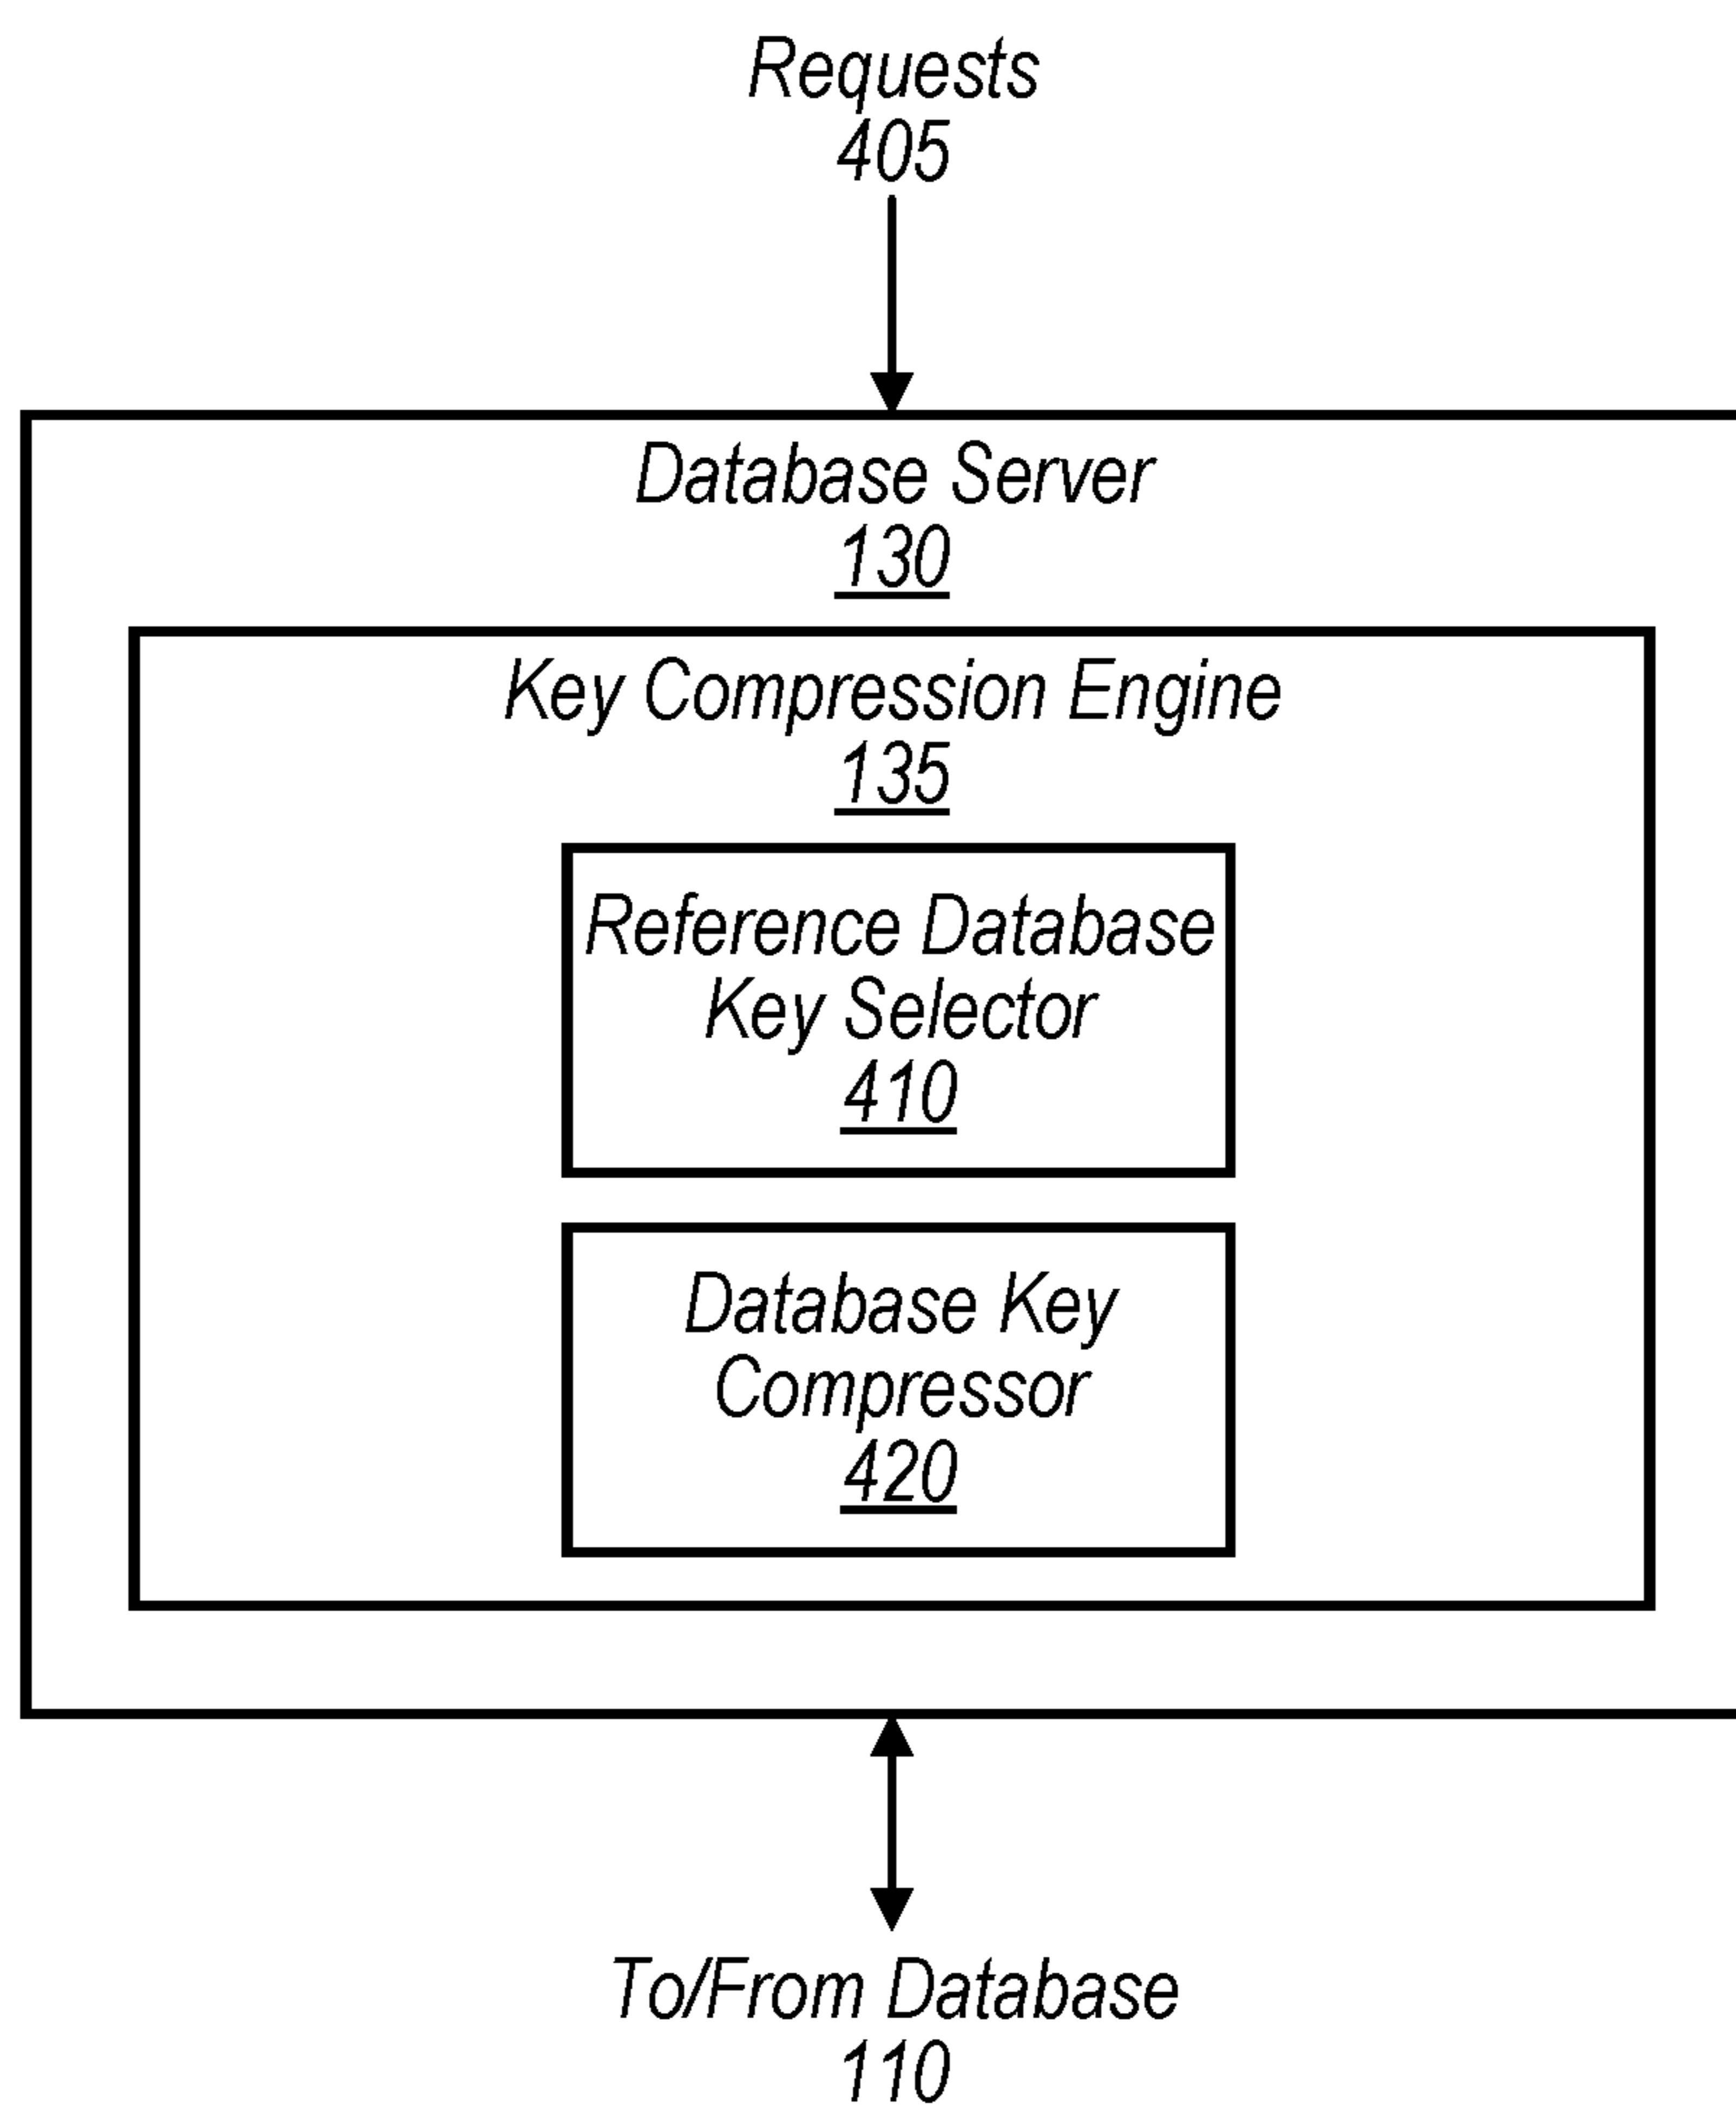 Requests
405
Database Server
130
Key Compression Engine
135
Reference Database
Key Selector
410
Database Key
Compressor
420
To/From Database
110